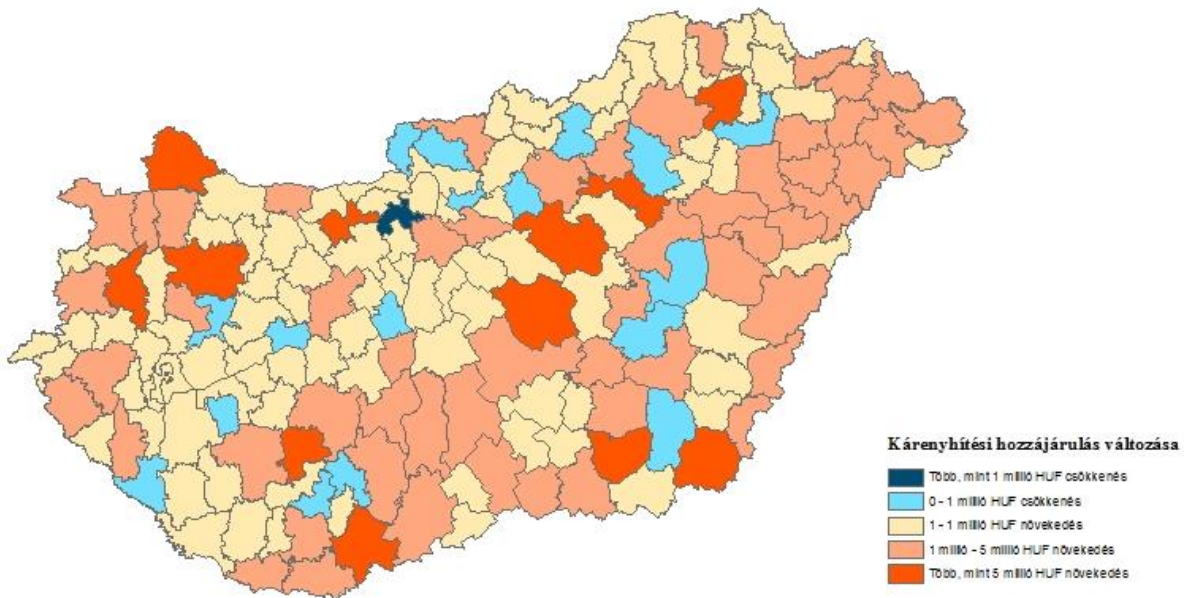 Kárenyhítési hozzájárulás változása
Több, mint 1 millió HUF csökkenés
0 - 1 millió HUF csökkenés
1 - 1 millió HUF növekedés
1 millió - 5 millió HUF növekedés
Több, mint 5 millió HUF növekedés